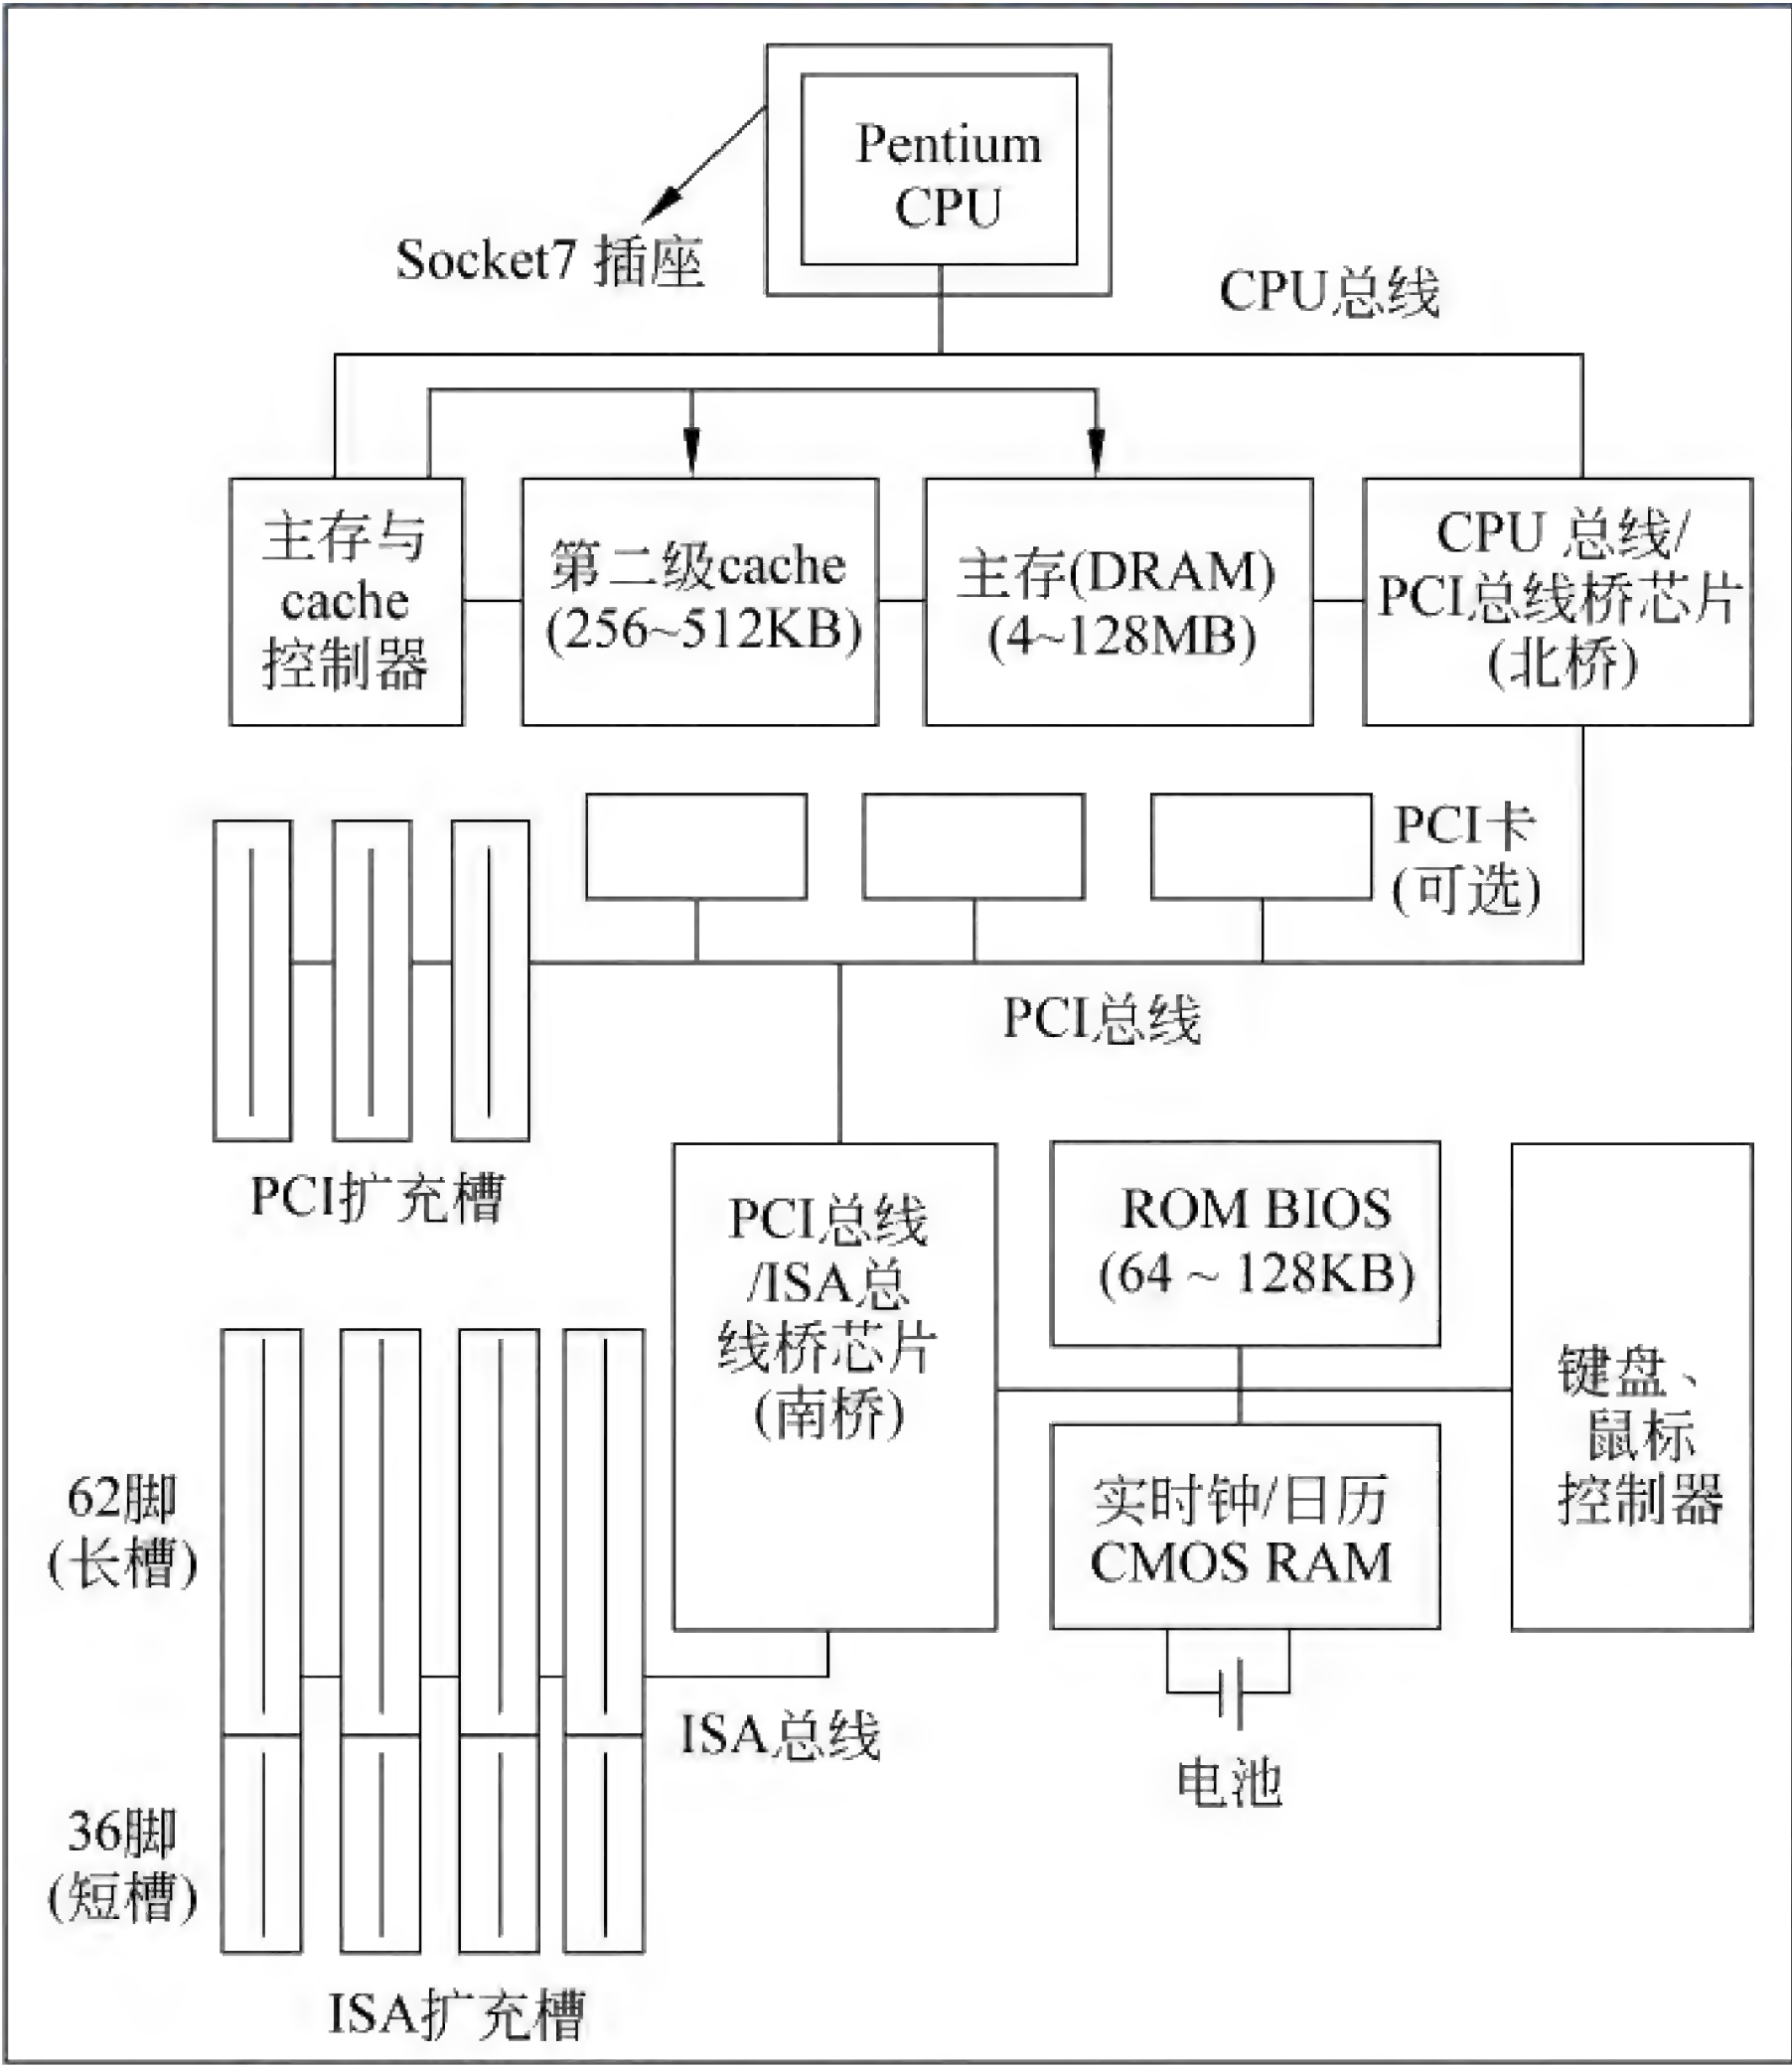 Pentium
CPU
Socket7 插座
CPU总线
主存与
cache
控制器
第二级cache
(256~512KB)
主存(DRAM)
(4~128MB)
CPU 总线/
PCI总线桥芯片
(北桥)
PCI卡
(可选)
PCI总线
PCI扩充槽
PCI总线
/ISA总
线桥芯片
(南桥)
ROM BIOS
(64 ~ 128KB)
键盘、
鼠标
控制器
实时钟/日历
CMOS RAM
62脚
(长槽)
ISA总线
电池
36脚
(短槽)
ISA扩充槽